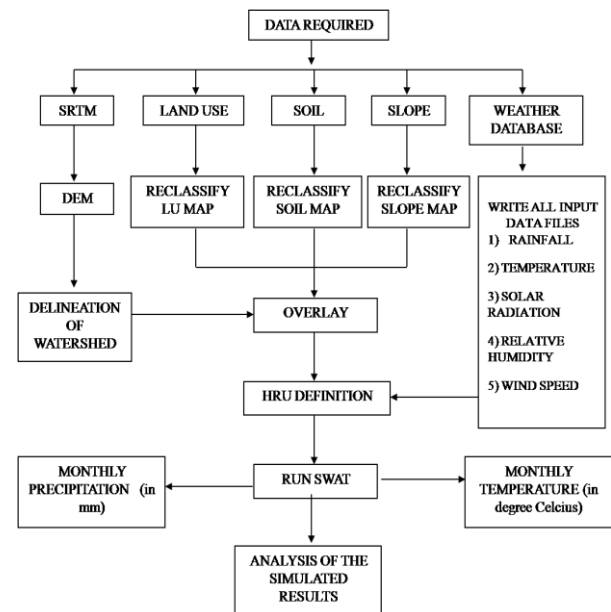 DATA REQUIRED
SRTM
LAND USE
SOIL
SLOPE
WEATHER
DATABASE
DEM
RECLASSIFY
LU MAP
RECLASSIFY
SOIL MAP
RECLASSIFY
SLOPE MAP
WRITE ALL INPUT
DATA FILES
1) RAINFALL
2) TEMPERATURE
3) SOLAR
RADIATION
4) RELATIVE
HUMIDITY
5) WIND SPEED
DELINEATION
OF
WATERSHED
OVERLAY
HRU DEFINITION
MONTHLY
PRECIPITATION (in
mm)
RUN SWAT
MONTHLY
TEMPERATURE (in
degree Celcius)
ANALYSIS OF THE
SIMULATED
RESULTS